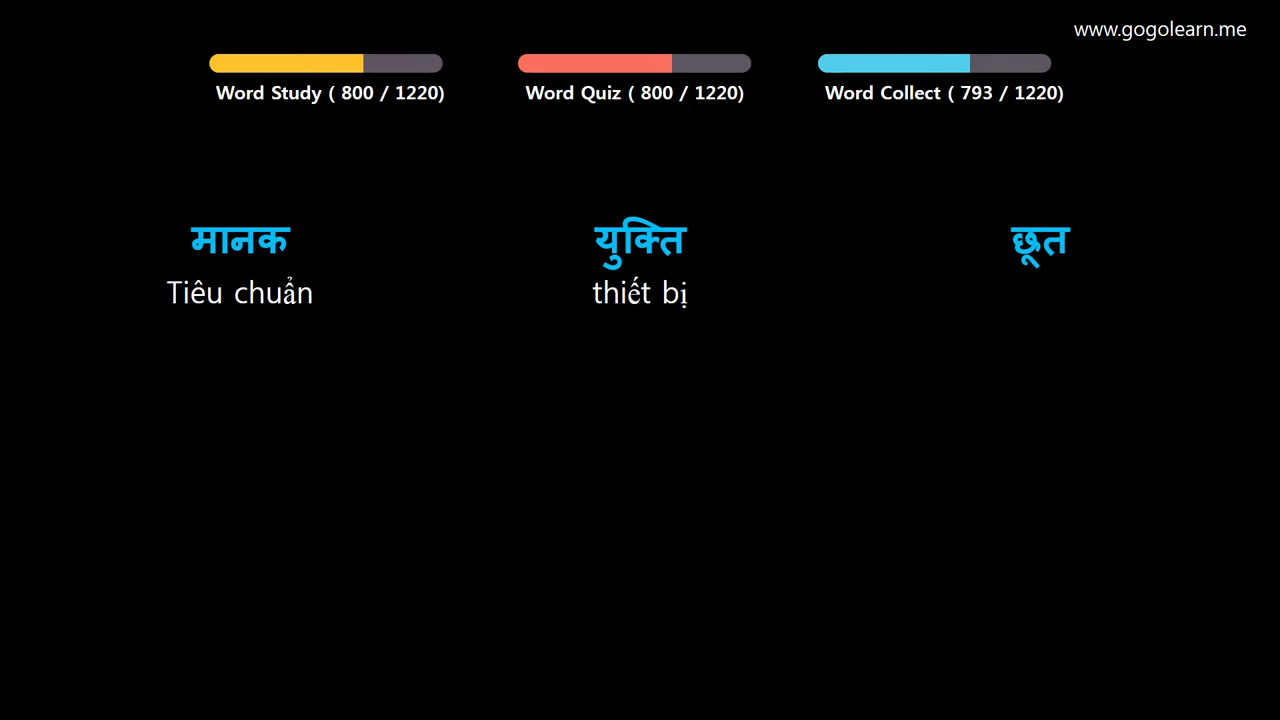 www.gogolearn.me
Word Study ( 800 / 1220)
Word Quiz ( 800 / 1220)
Word Collect ( 793 / 1220)
मानक
Tiêu chuẩn
युक्ति
thiết bị
छूत